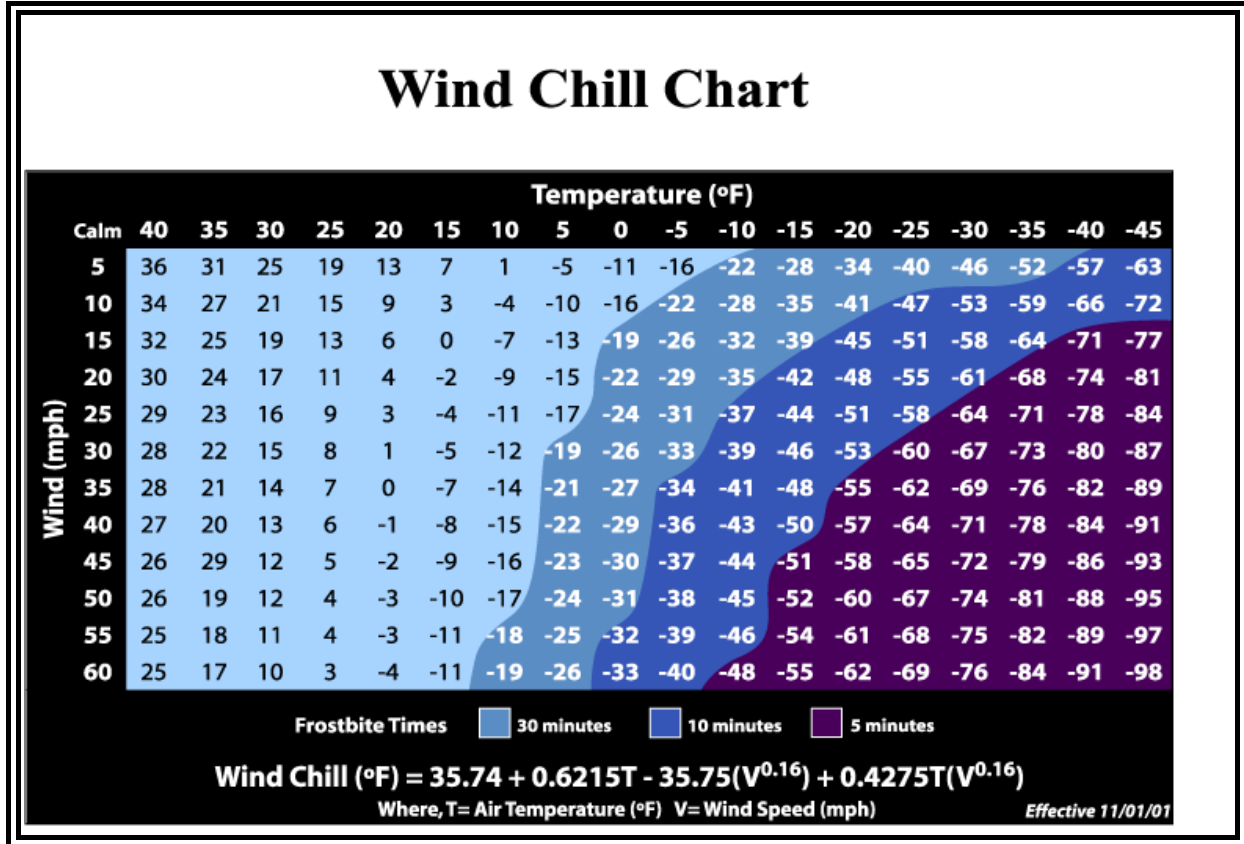 Wind Chill Chart
Temperature (ºF)
Calm 40 35 30 25 20 15 10 5 0 -5 -10 -15 -20 -25 -30 -35 -40 -45
Wind (mph)
5 36 31 25 19 13 7 1 -5 -11 -16 -22 -28 -34 -40 -46 -52 -57 -63
10 34 27 21 15 9 3 -4 -10 -16 -22 -28 -35 -41 -47 -53 -59 -66 -72
15 32 25 19 13 6 0 -7 -13 -19 -26 -32 -39 -45 -51 -58 -64 -71 -77
20 30 24 17 11 4 -2 -9 -15 -22 -29 -35 -42 -48 -55 -61 -68 -74 -81
25 29 23 16 9 3 -4 -11 -17 -24 -31 -37 -44 -51 -58 -64 -71 -78 -84
30 28 22 15 8 1 -5 -12 -19 -26 -33 -39 -46 -53 -60 -67 -73 -80 -87
35 28 21 14 7 0 -7 -14 -21 -27 -34 -41 -48 -55 -62 -69 -76 -82 -89
40 27 20 13 6 -1 -8 -15 -22 -29 -36 -43 -50 -57 -64 -71 -78 -84 -91
45 26 29 12 5 -2 -9 -16 -23 -30 -37 -44 -51 -58 -65 -72 -79 -86 -93
50 26 19 12 4 -3 -10 -17 -24 -31 -38 -45 -52 -60 -67 -74 -81 -88 -95
55 25 18 11 4 -3 -11 -18 -25 -32 -39 -46 -54 -61 -68 -75 -82 -89 -97
60 25 17 10 3 -4 -11 -19 -26 -33 -40 -48 -55 -62 -69 -76 -84 -91 -98
Frostbite Times 30 minutes 10 minutes 5 minutes
Wind Chill (ºF) = 35.74 + 0.6215T - 35.75(V^0.16) + 0.4275T(V^0.16)
Where, T= Air Temperature (ºF) V= Wind Speed (mph) Effective 11/01/01